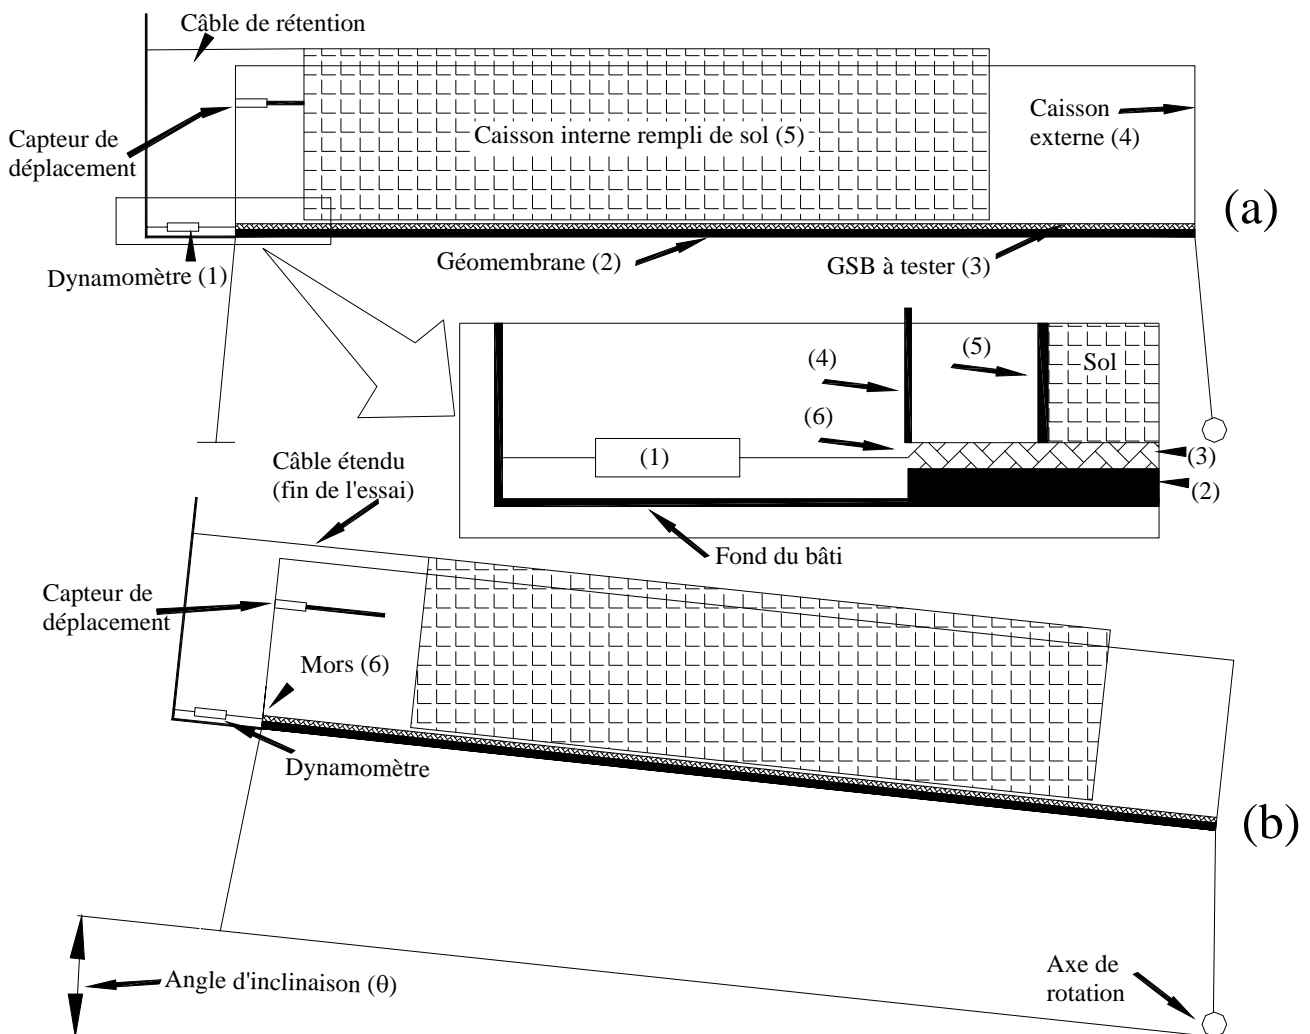 Câble de rétention
Capteur de
déplacement
Caisson interne rempli de sol (5)
Caisson
externe (4)
(a)
Dynamomètre (1)
Géomembrane (2)
GSB à tester (3)
(4)
(5)
Sol
(6)
(1)
(3)
(2)
Fond du bâti
Câble étendu
(fin de l'essai)
Capteur de
déplacement
Mors (6)
Dynamomètre
(b)
Angle d'inclinaison (θ)
Axe de
rotation